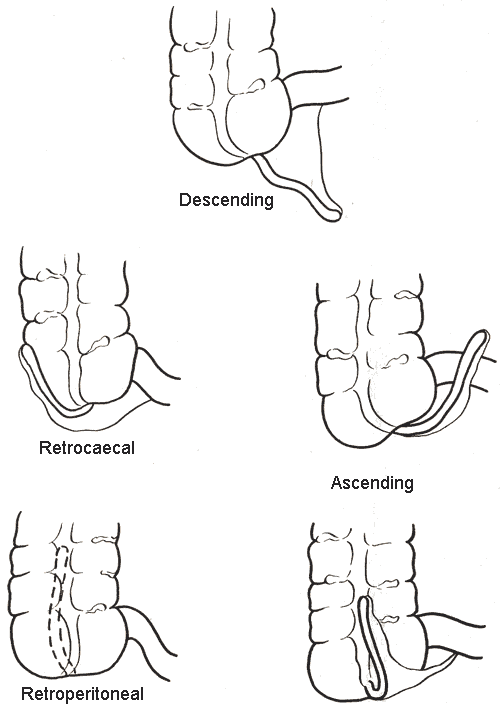 Descending
Retrocaecal
Ascending
Retroperitoneal